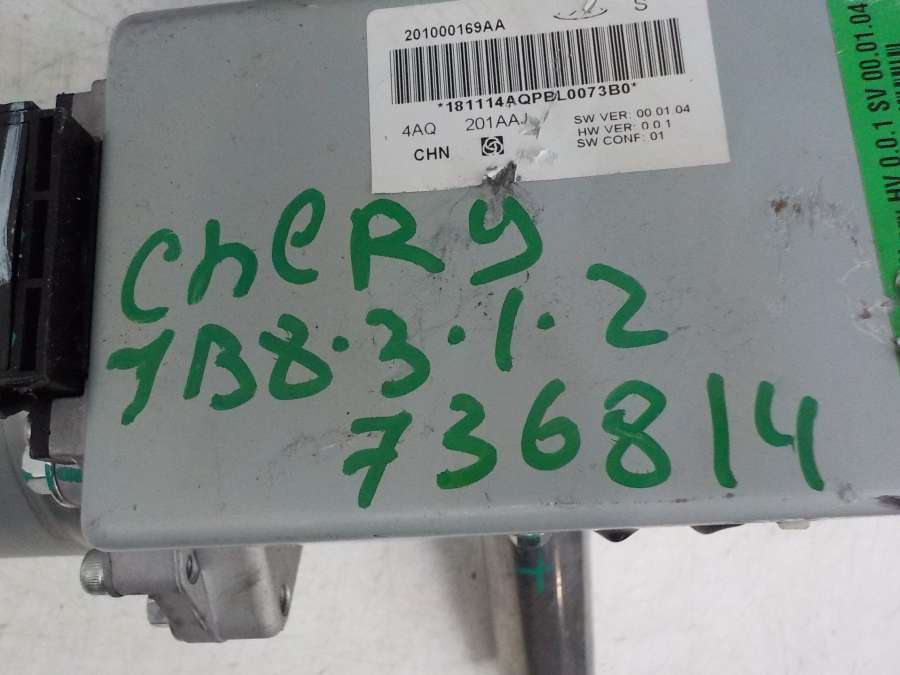 201000169AA
S
*181114AQPBL0073B0*
4AQ 201AAJ
CHN
SW VER: 00.01.04
HW VER: 0.0.1
SW CONF: 01
HV 0.0.1 SV 00.01.04
CheRy
1B8.3.1.2
736814